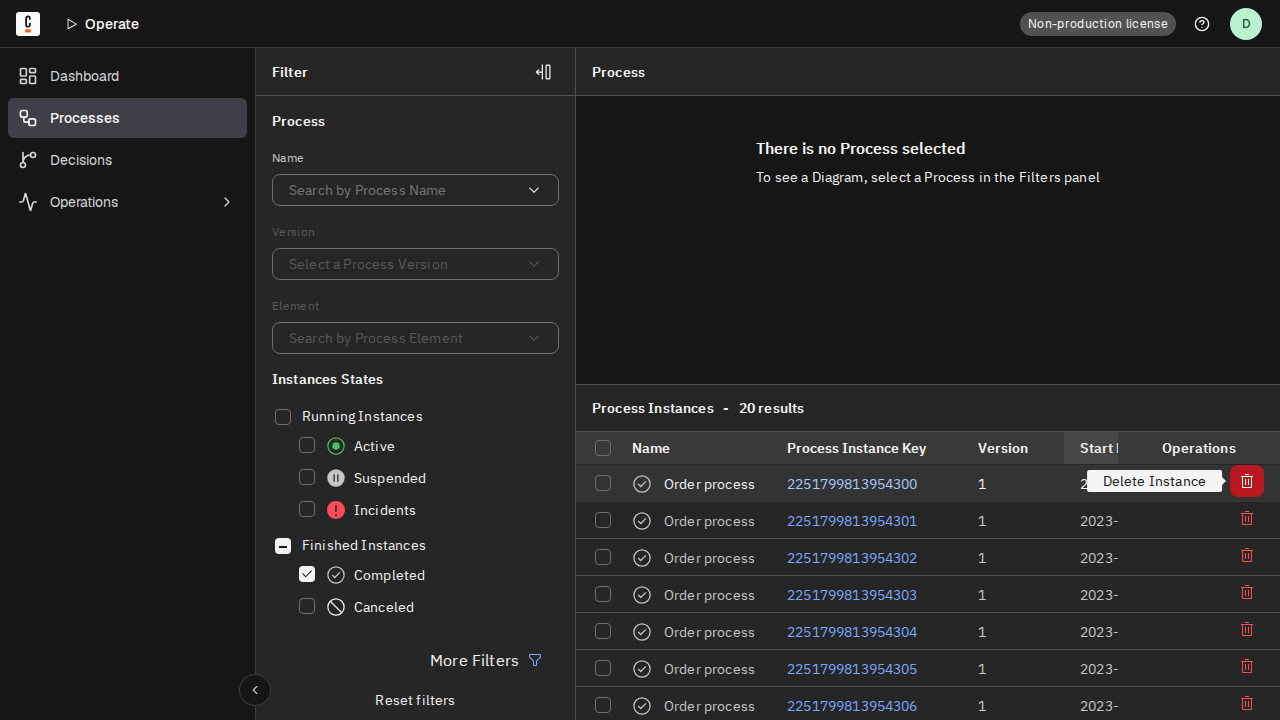 Operate
Non-production license
D
Dashboard
Processes
Decisions
Operations
Filter
Process
Name
Search by Process Name
Version
Select a Process Version
Element
Search by Process Element
Instances States
Running Instances
Active
Suspended
Incidents
Finished Instances
Completed
Canceled
More Filters
Reset filters
Process
There is no Process selected
To see a Diagram, select a Process in the Filters panel
Process Instances - 20 results
Name Process Instance Key Version Start Operations
Order process 2251799813954300 1 2 Delete Instance
Order process 2251799813954301 1 2023-
Order process 2251799813954302 1 2023-
Order process 2251799813954303 1 2023-
Order process 2251799813954304 1 2023-
Order process 2251799813954305 1 2023-
Order process 2251799813954306 1 2023-